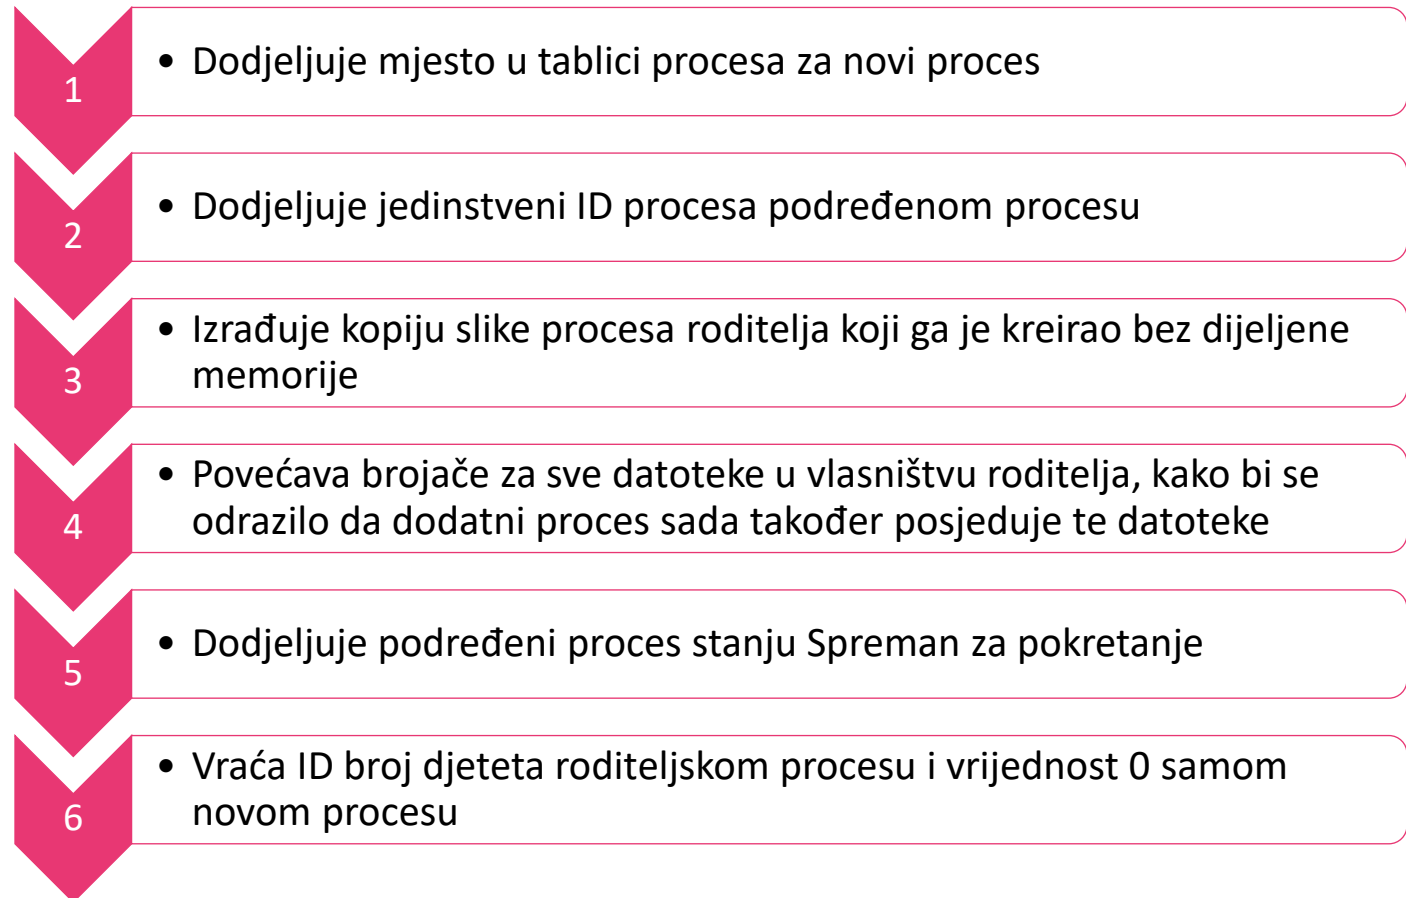 1
• Dodjeljuje mjesto u tablici procesa za novi proces
2
• Dodjeljuje jedinstveni ID procesa podređenom procesu
3
• Izrađuje kopiju slike procesa roditelja koji ga je kreirao bez dijeljene
memorije
4
• Povećava brojače za sve datoteke u vlasništvu roditelja, kako bi se
odrazilo da dodatni proces sada također posjeduje te datoteke
5
• Dodjeljuje podređeni proces stanju Spreman za pokretanje
6
• Vraća ID broj djeteta roditeljskom procesu i vrijednost 0 samom
novom procesu